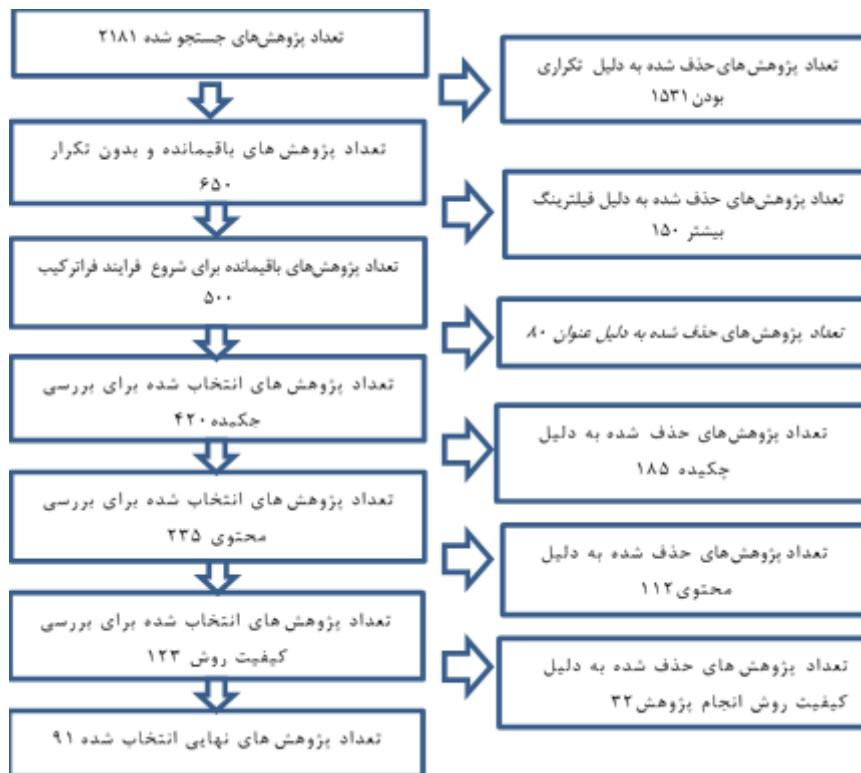 تعداد پژوهش‌های جستجو شده ۲۱۸۱
تعداد پژوهش‌های حذف شده به دلیل تکراری
بودن ۱۵۳۱
تعداد پژوهش های باقیمانده و بدون تکرار
۶۵۰
تعداد پژوهش‌های حذف شده به دلیل فیلترینگ
بیشتر ۱۵۰
تعداد پژوهش‌های باقیمانده برای شروع فرایند فراترکیب
۵۰۰
تعداد پژوهش های حذف شده به دلیل عنوان ۸۰
تعداد پژوهش های انتخاب شده برای بررسی
چکیده ۴۲۰
تعداد پژوهش‌های حذف شده به دلیل
چکیده ۱۸۵
تعداد پژوهش های انتخاب شده برای بررسی
محتوی ۲۳۵
تعداد پژوهش‌های حذف شده به دلیل
محتوی ۱۱۲
تعداد پژوهش های انتخاب شده برای بررسی
کیفیت روش ۱۲۳
تعداد پژوهش های حذف شده به دلیل
کیفیت روش انجام پژوهش ۳۲
تعداد پژوهش های نهایی انتخاب شده ۹۱